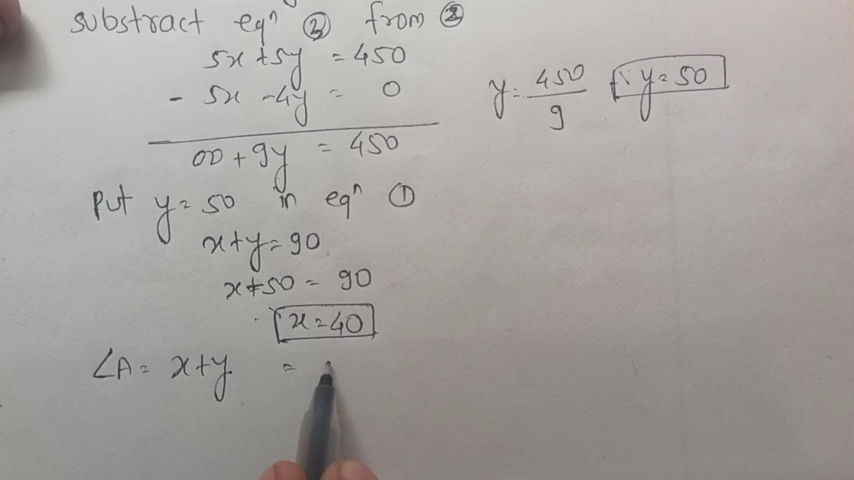 substract eqⁿ ③ from ②
5x + 5y = 450
- 5x - 4y = 0
00 + 9y = 450
y = 450/9 ∴ y = 50
Put y = 50 in eqⁿ ①
x + y = 90
x + 50 = 90
∴ x = 40
∠A = x + y =